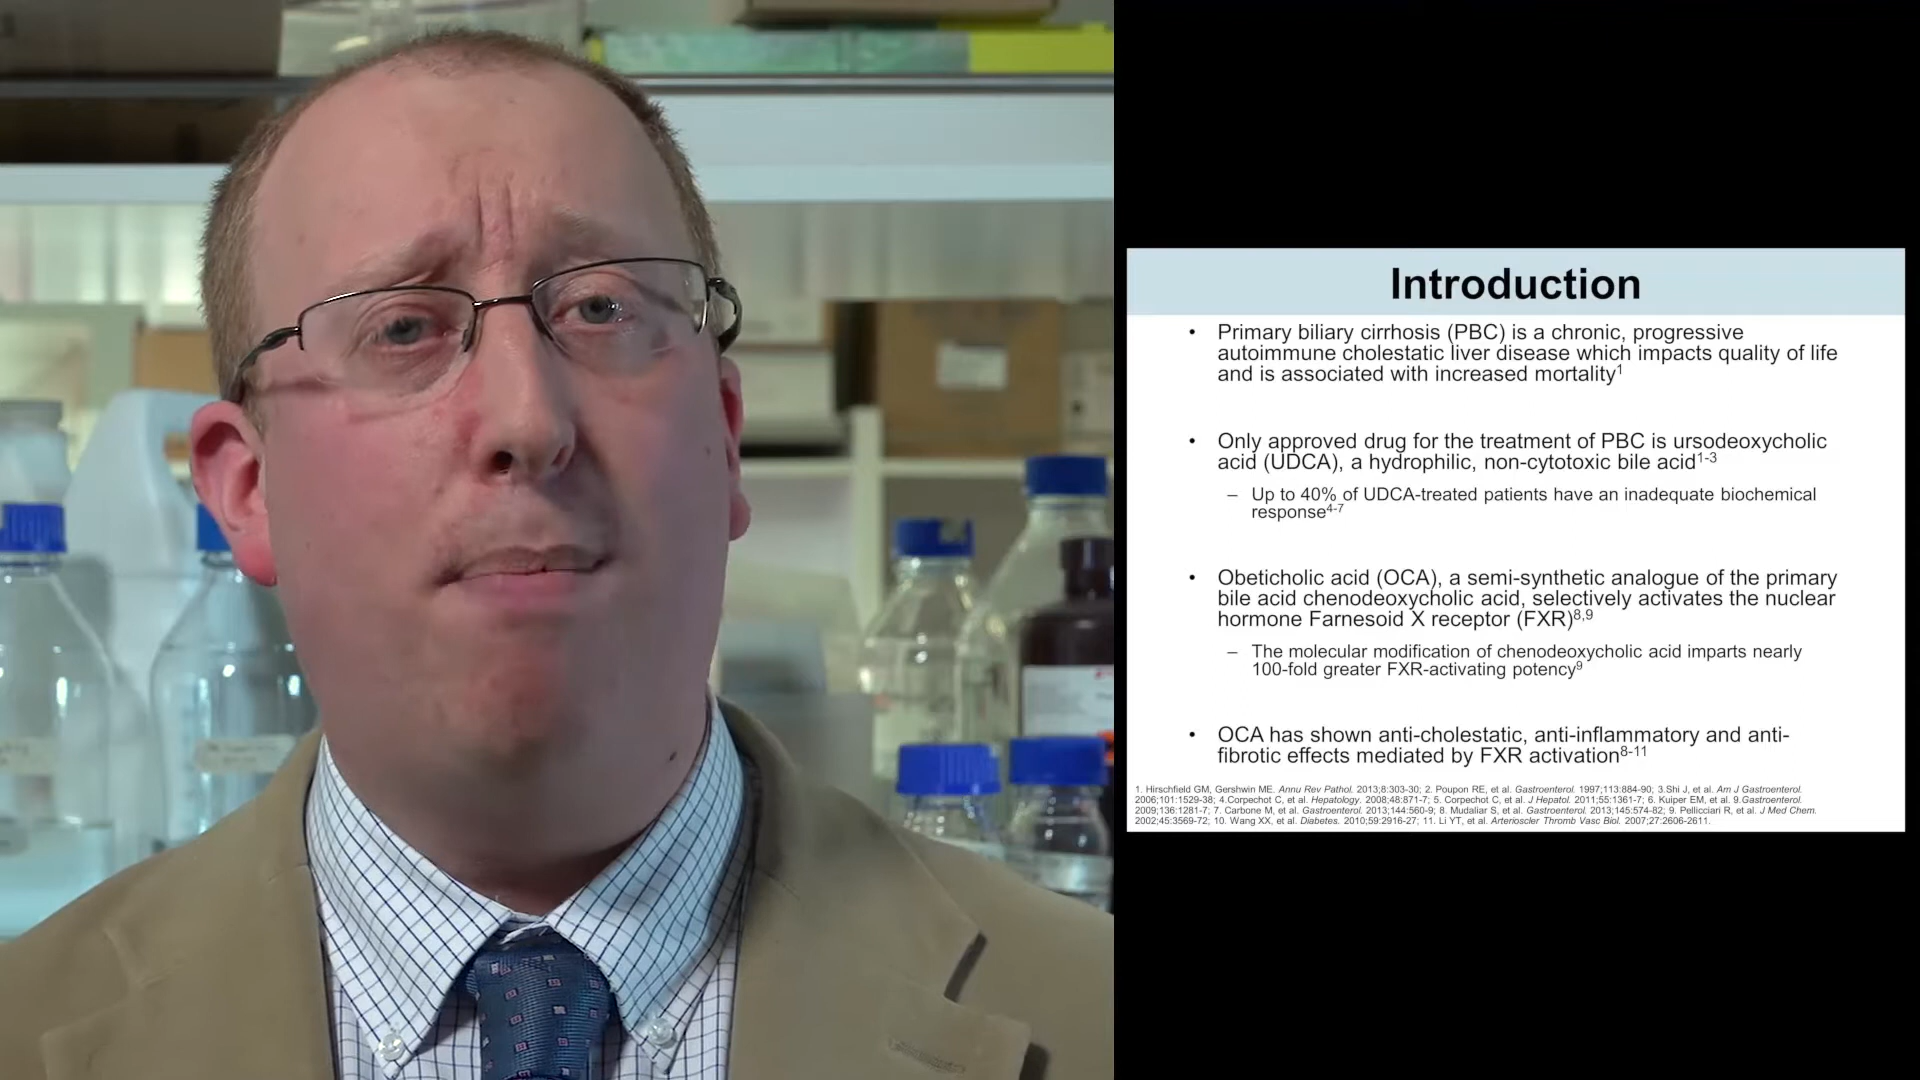 Introduction
• Primary biliary cirrhosis (PBC) is a chronic, progressive
autoimmune cholestatic liver disease which impacts quality of life
and is associated with increased mortality1
• Only approved drug for the treatment of PBC is ursodeoxycholic
acid (UDCA), a hydrophilic, non-cytotoxic bile acid1-3
– Up to 40% of UDCA-treated patients have an inadequate biochemical
response4-7
• Obeticholic acid (OCA), a semi-synthetic analogue of the primary
bile acid chenodeoxycholic acid, selectively activates the nuclear
hormone Farnesoid X receptor (FXR)8,9
– The molecular modification of chenodeoxycholic acid imparts nearly
100-fold greater FXR-activating potency9
• OCA has shown anti-cholestatic, anti-inflammatory and anti-
fibrotic effects mediated by FXR activation8-11
1. Hirschfield GM, Gershwin ME. Annu Rev Pathol. 2013;8:303-30; 2. Poupon RE, et al. Gastroenterol. 1997;113:884-90; 3.Shi J, et al. Am J Gastroenterol.
2006;101:1529-38; 4.Corpechot C, et al. Hepatology. 2008;48:871-7; 5. Corpechot C, et al. J Hepatol. 2011;55:1361-7; 6. Kuiper EM, et al. 9.Gastroenterol.
2009;136:1281-7; 7. Carbone M, et al. Gastroenterol. 2013;144:560-9; 8. Mudaliar S, et al. Gastroenterol. 2013;145:574-82; 9. Pellicciari R, et al. J Med Chem.
2002;45:3569-72; 10. Wang XX, et al. Diabetes. 2010;59:2916-27; 11. Li YT, et al. Arterioscler Thromb Vasc Biol. 2007;27:2606-2611.